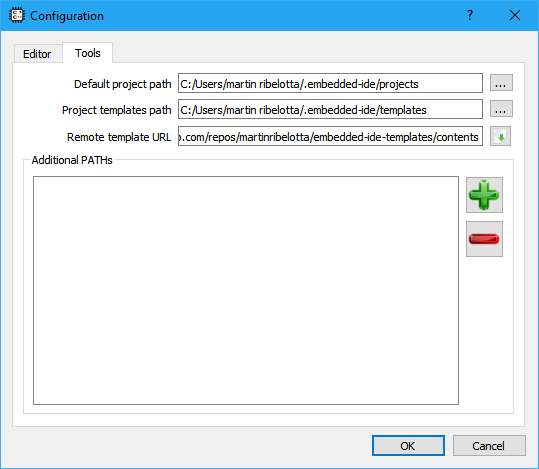 Configuration
Editor
Tools
Default project path C:/Users/martin ribelotta/.embedded-ide/projects ...
Project templates path C:/Users/martin ribelotta/.embedded-ide/templates ...
Remote template URL .com/repos/martinribelotta/embedded-ide-templates/contents
Additional PATHs
OK
Cancel